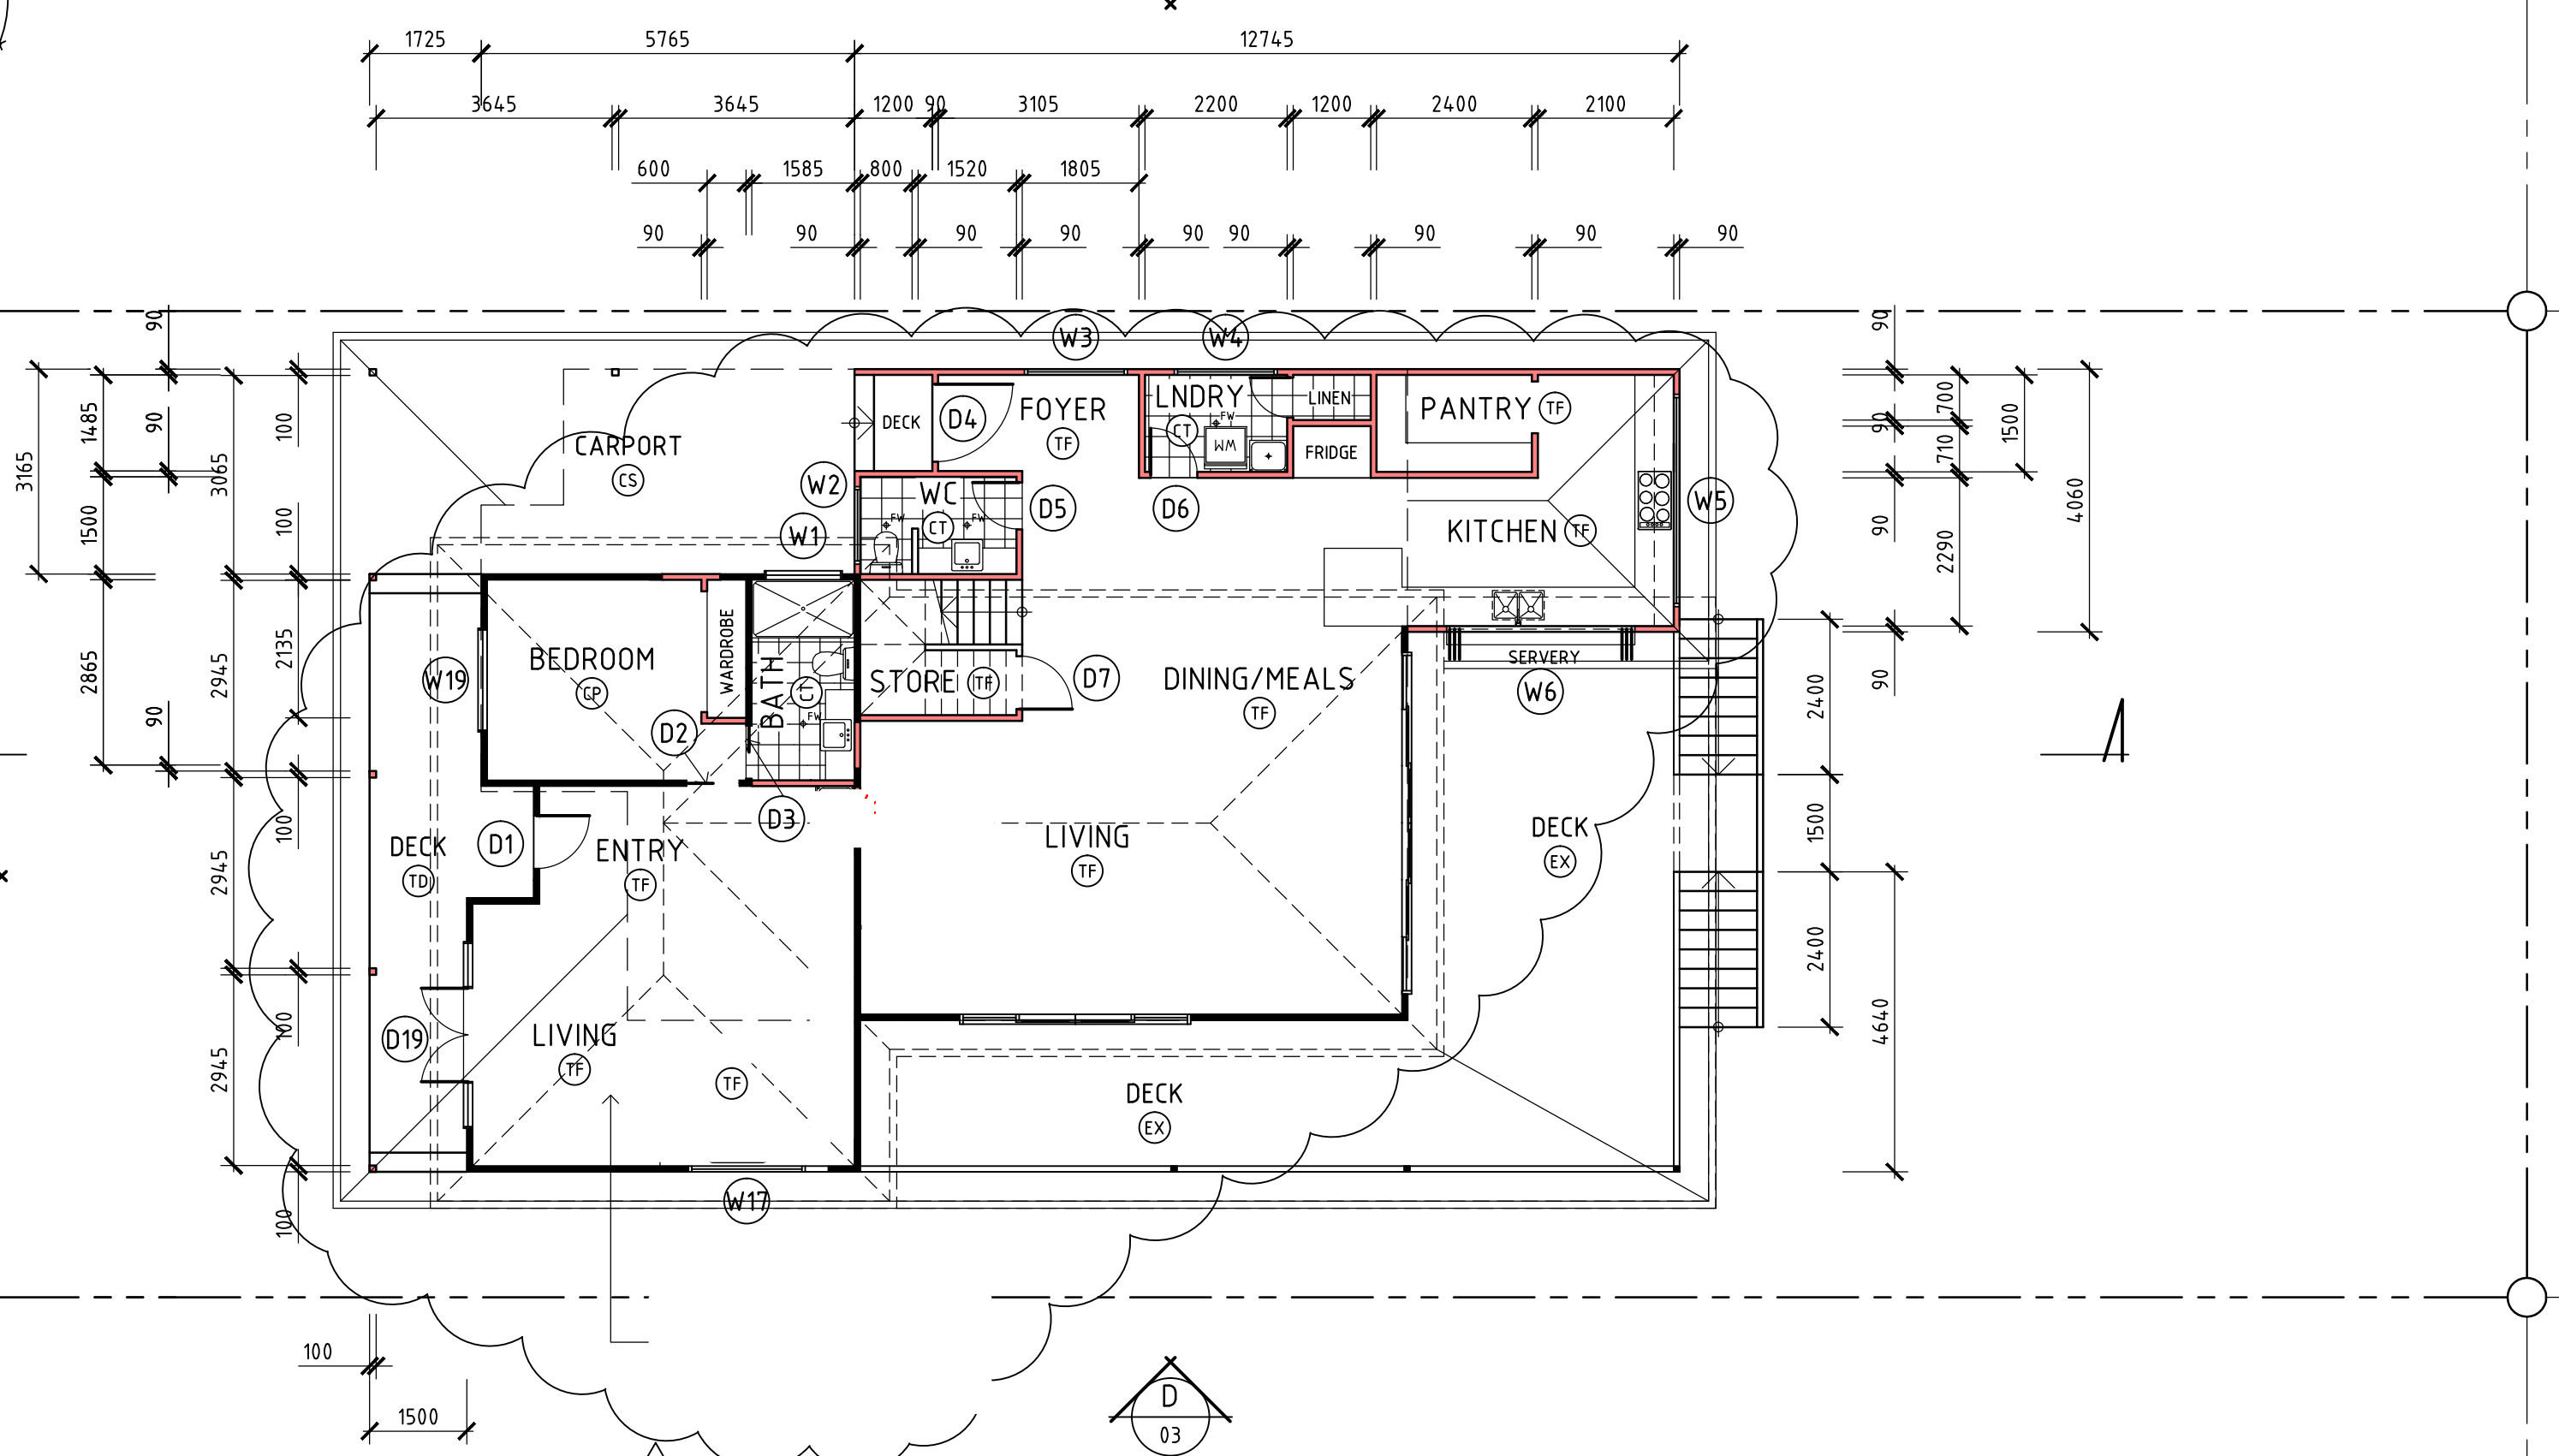 1725 5765 12745
3645 3645 1200 90 3105 2200 1200 2400 2100
600 1585 800 1520 1805
90 90 90 90 90 90 90 90 90
90 90
W3 W4
3165 1485 90 3065 100
CARPORT
CS
DECK
D4
FOYER
TF
LNDRY
FW
CT
WM
LINEN
FRIDGE
PANTRY
TF
90 700 710 1500 4060
1500 100
W2
W1
WC
FW FW
CT
D5
D6
KITCHEN
TF
W5
90 2290
2865 90 2945 2135
W19
BEDROOM
CP
WARDROBE
D2
BATH
CT
FW
STORE
TF
D7
DINING/MEALS
TF
SERVERY
W6
90
2400
2945 100
DECK
TD
D1
ENTRY
TF
D3
LIVING
TF
DECK
EX
1500
2400
4640
2945 100
D19
LIVING
TF
TF
DECK
EX
W17
100
100
1500
D
03